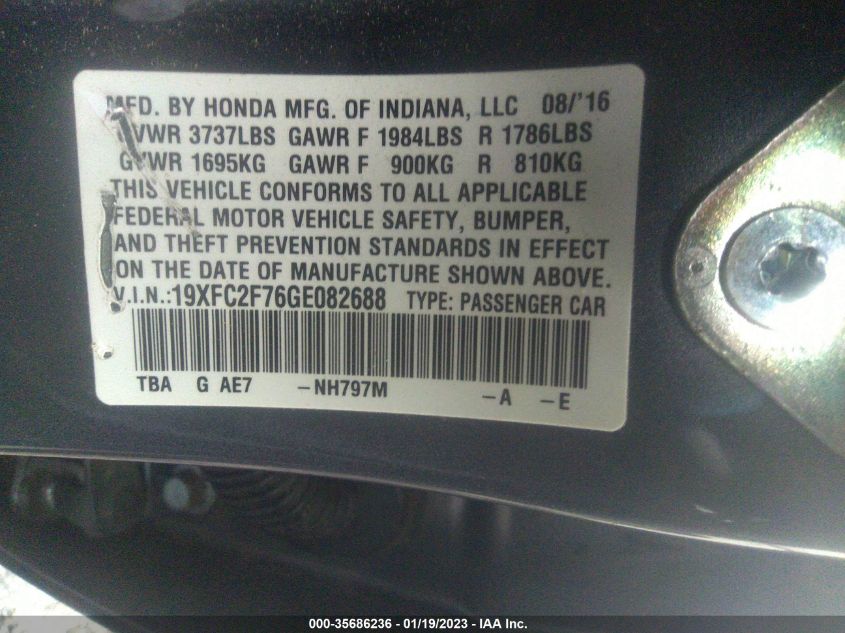 MFD. BY HONDA MFG. OF INDIANA, LLC 08/'16
GVWR 3737LBS GAWR F 1984LBS R 1786LBS
GVWR 1695KG GAWR F 900KG R 810KG
THIS VEHICLE CONFORMS TO ALL APPLICABLE
FEDERAL MOTOR VEHICLE SAFETY, BUMPER,
AND THEFT PREVENTION STANDARDS IN EFFECT
ON THE DATE OF MANUFACTURE SHOWN ABOVE.
V.I.N.:19XFC2F76GE082688 TYPE: PASSENGER CAR
TBA G AE7 -NH797M -A -E
000-35686236 - 01/19/2023 - IAA Inc.